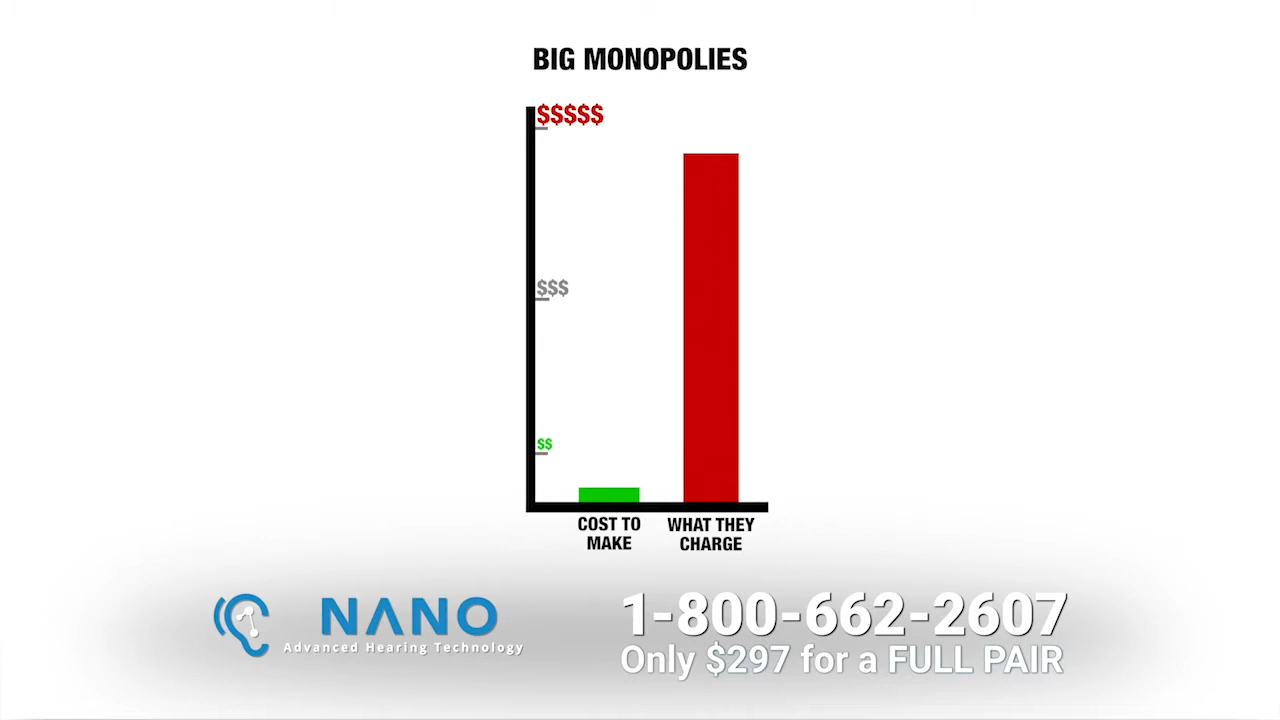 BIG MONOPOLIES
$$$$$
$$$
$$
COST TO
MAKE
WHAT THEY
CHARGE
NANO
Advanced Hearing Technology
1-800-662-2607
Only $297 for a FULL PAIR